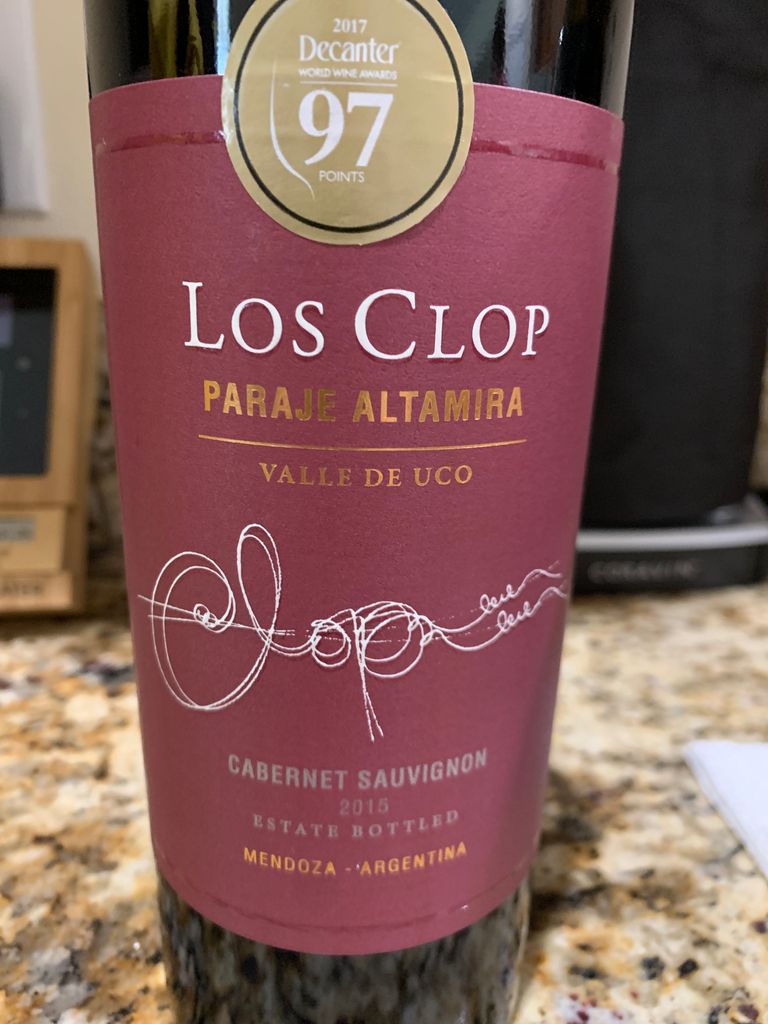 2017
Decanter
WORLD WINE AWARDS
97
POINTS
LOS CLOP
PARAJE ALTAMIRA
VALLE DE UCO
Clop
CABERNET SAUVIGNON
2015
ESTATE BOTTLED
MENDOZA - ARGENTINA